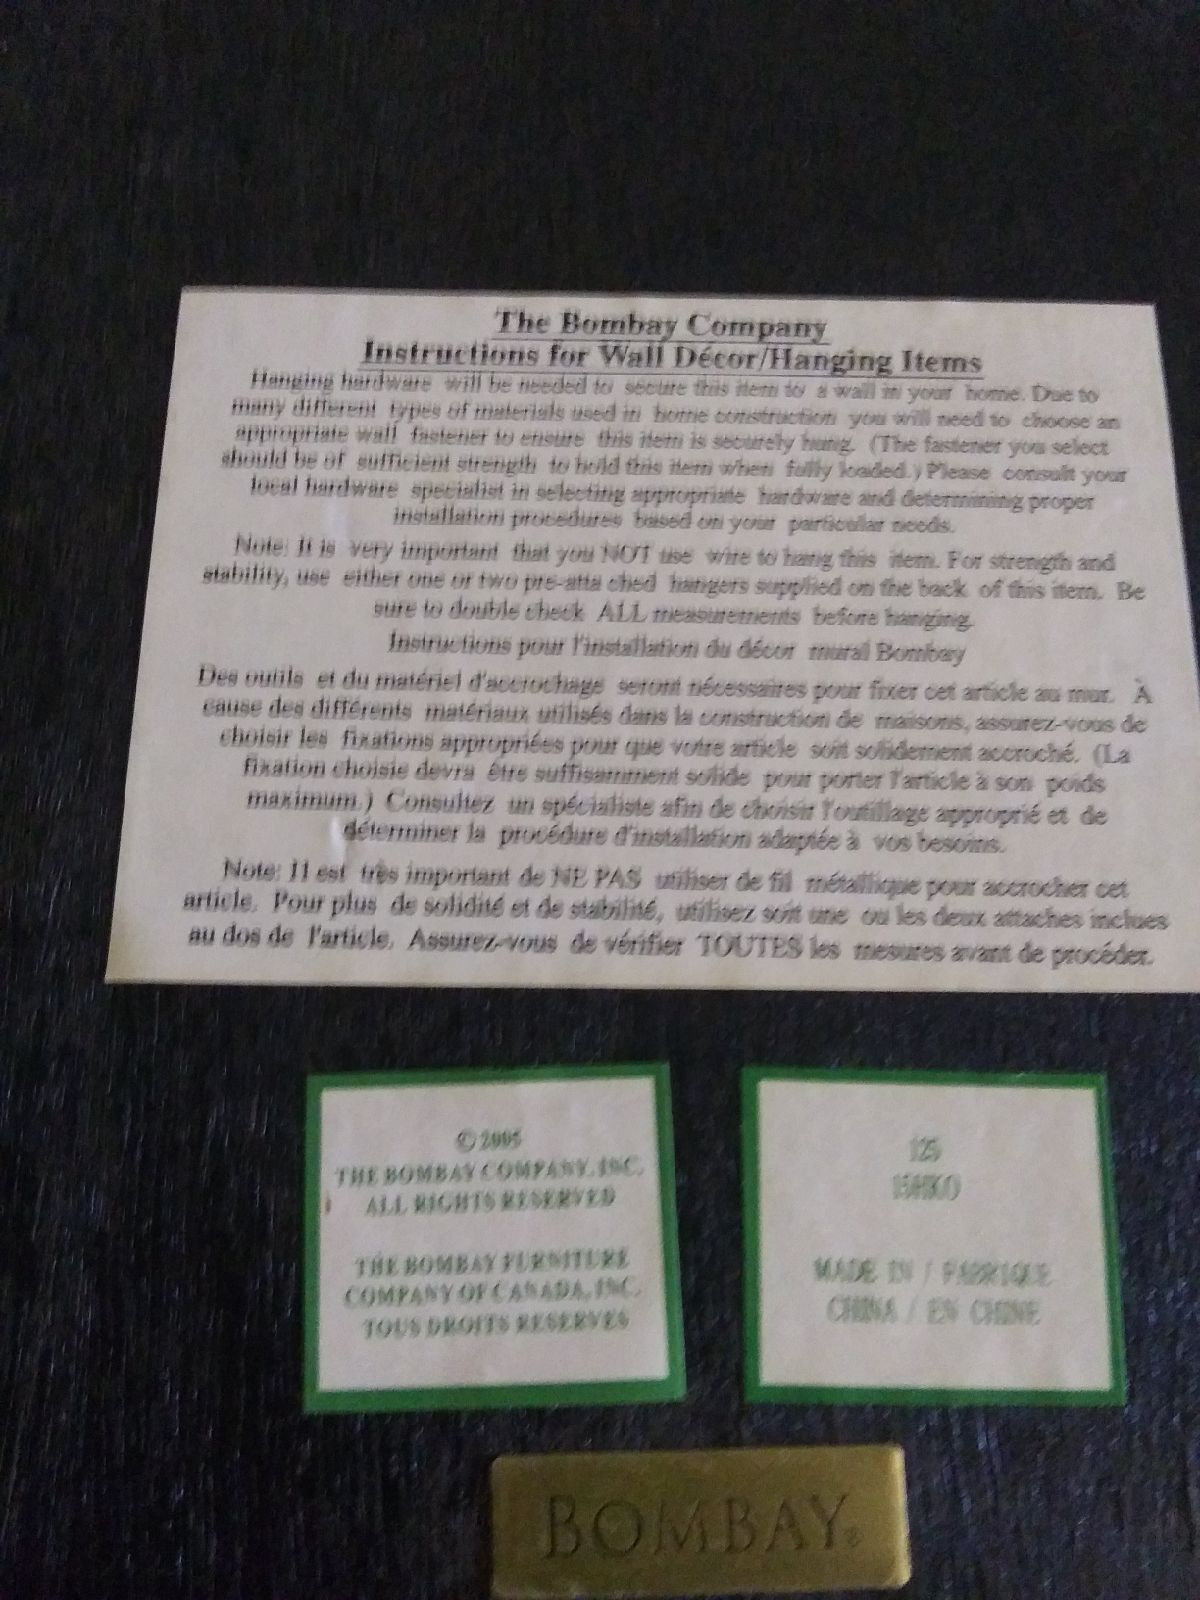 The Bombay Company
Instructions for Wall Décor/Hanging Items
Hanging hardware will be needed to secure this item to a wall in your home. Due to
many different types of materials used in home construction you will need to choose an
appropriate wall fastener to ensure this item is securely hung. (The fastener you select
should be of sufficient strength to hold this item when fully loaded.) Please consult your
local hardware specialist in selecting appropriate hardware and determining proper
installation procedures based on your particular needs.
Note: It is very important that you NOT use wire to hang this item. For strength and
stability, use either one or two pre-atta ched hangers supplied on the back of this item. Be
sure to double check ALL measurements before hanging.
Instructions pour l'installation du décor mural Bombay
Des outils et du matériel d'accrochage seront nécessaires pour fixer cet article au mur. À
cause des différents matériaux utilisés dans la construction de maisons, assurez-vous de
choisir les fixations appropriées pour que votre article soit solidement accroché. (La
fixation choisie devra être suffisamment solide pour porter l'article à son poids
maximum.) Consultez un spécialiste afin de choisir l'outillage approprié et de
déterminer la procédure d'installation adaptée à vos besoins.
Note: Il est très important de NE PAS utiliser de fil métallique pour accrocher cet
article. Pour plus de solidité et de stabilité, utilisez soit une ou les deux attaches inclues
au dos de l'article. Assurez-vous de vérifier TOUTES les mesures avant de procéder.
© 2005
THE BOMBAY COMPANY, INC.
ALL RIGHTS RESERVED
THE BOMBAY FURNITURE
COMPANY OF CANADA, INC.
TOUS DROITS RESERVES
125
MADE IN / FABRIQUE
CHINA / EN CHINE
BOMBAY®